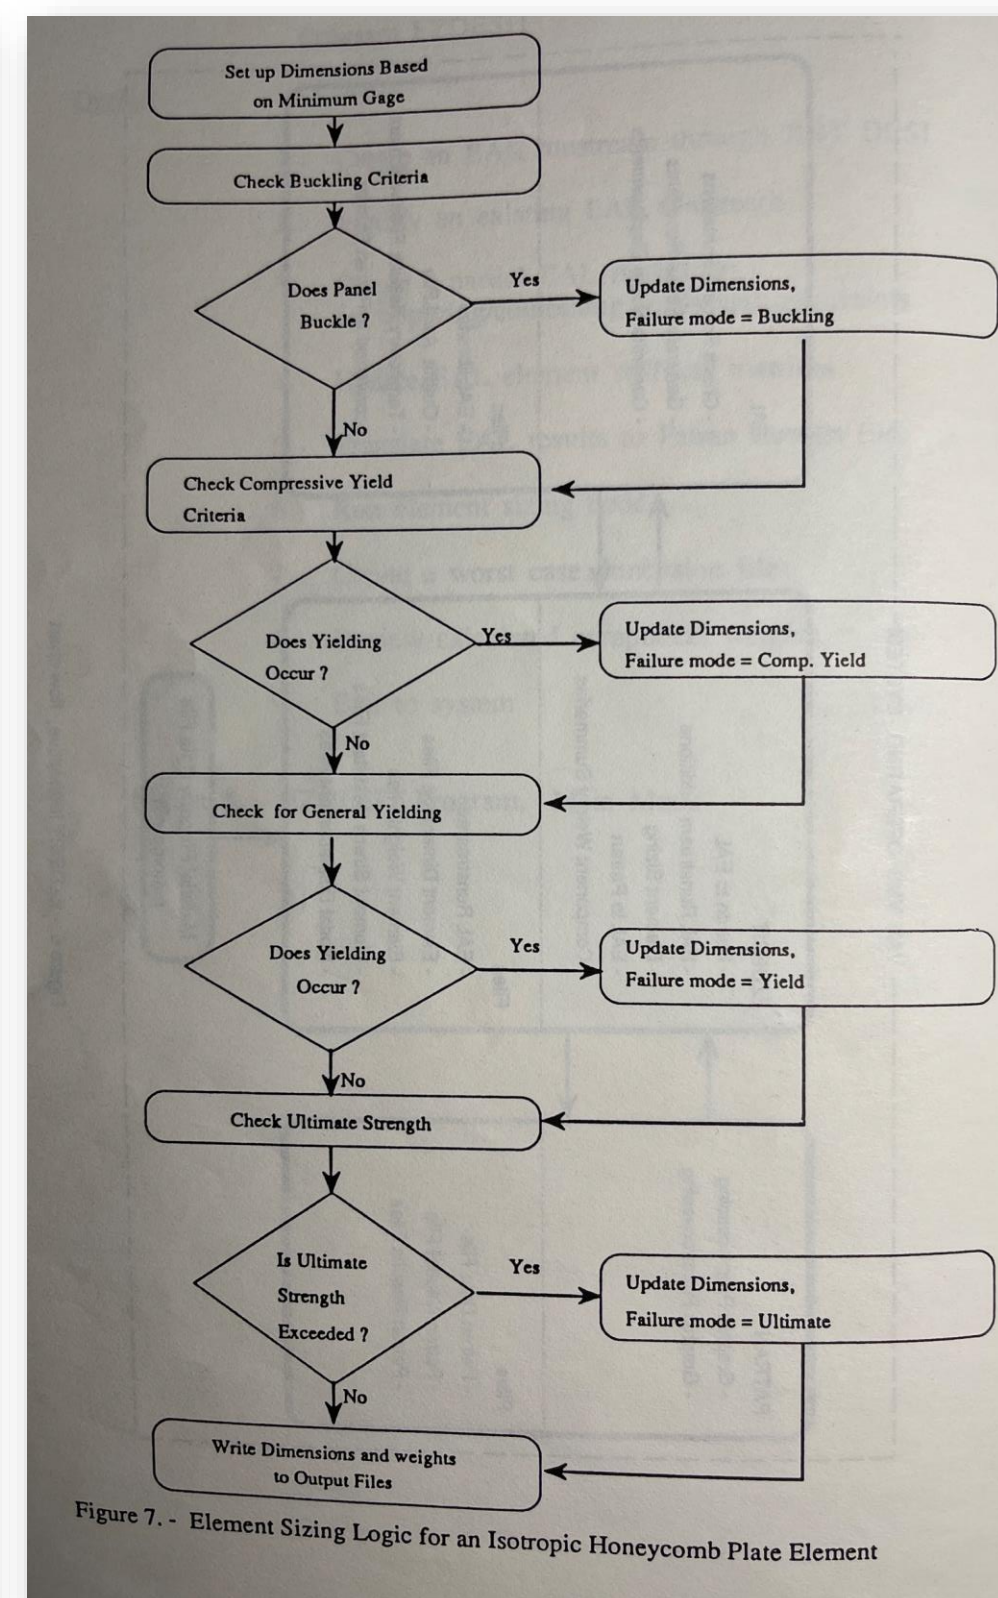 Set up Dimensions Based
on Minimum Gage
Check Buckling Criteria
Does Panel
Buckle ?
Yes
Update Dimensions,
Failure mode = Buckling
No
Check Compressive Yield
Criteria
Does Yielding
Occur ?
Yes
Update Dimensions,
Failure mode = Comp. Yield
No
Check for General Yielding
Does Yielding
Occur ?
Yes
Update Dimensions,
Failure mode = Yield
No
Check Ultimate Strength
Is Ultimate
Strength
Exceeded ?
Yes
Update Dimensions,
Failure mode = Ultimate
No
Write Dimensions and weights
to Output Files
Figure 7. - Element Sizing Logic for an Isotropic Honeycomb Plate Element